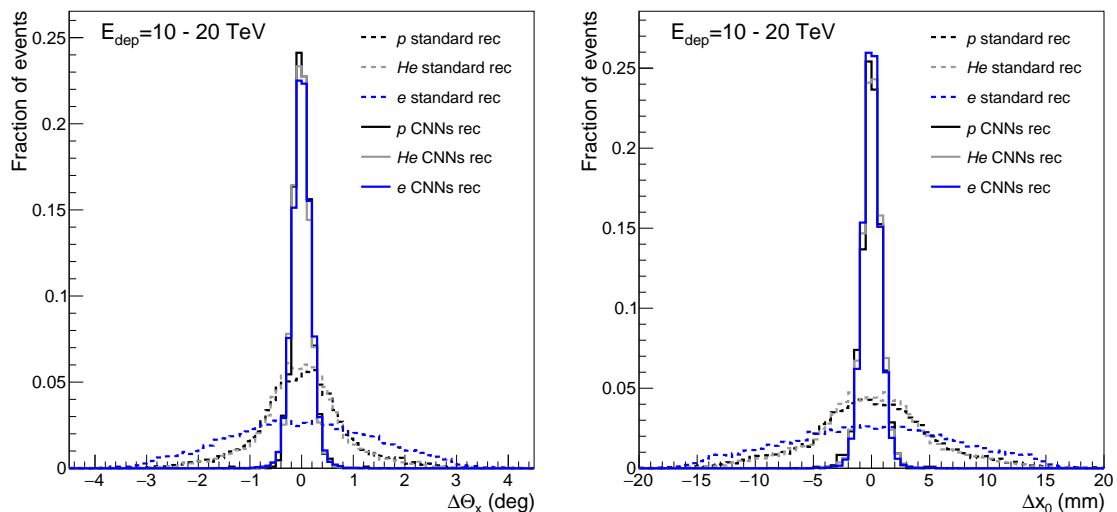 E_dep=10 - 20 TeV
Fraction of events
p standard rec
He standard rec
e standard rec
p CNNs rec
He CNNs rec
e CNNs rec
0.25
0.2
0.15
0.1
0.05
0
−4 −3 −2 −1 0 1 2 3 4
ΔΘ_x (deg)
E_dep=10 - 20 TeV
Fraction of events
p standard rec
He standard rec
e standard rec
p CNNs rec
He CNNs rec
e CNNs rec
0.25
0.2
0.15
0.1
0.05
0
−20 −15 −10 −5 0 5 10 15 20
Δx_0 (mm)